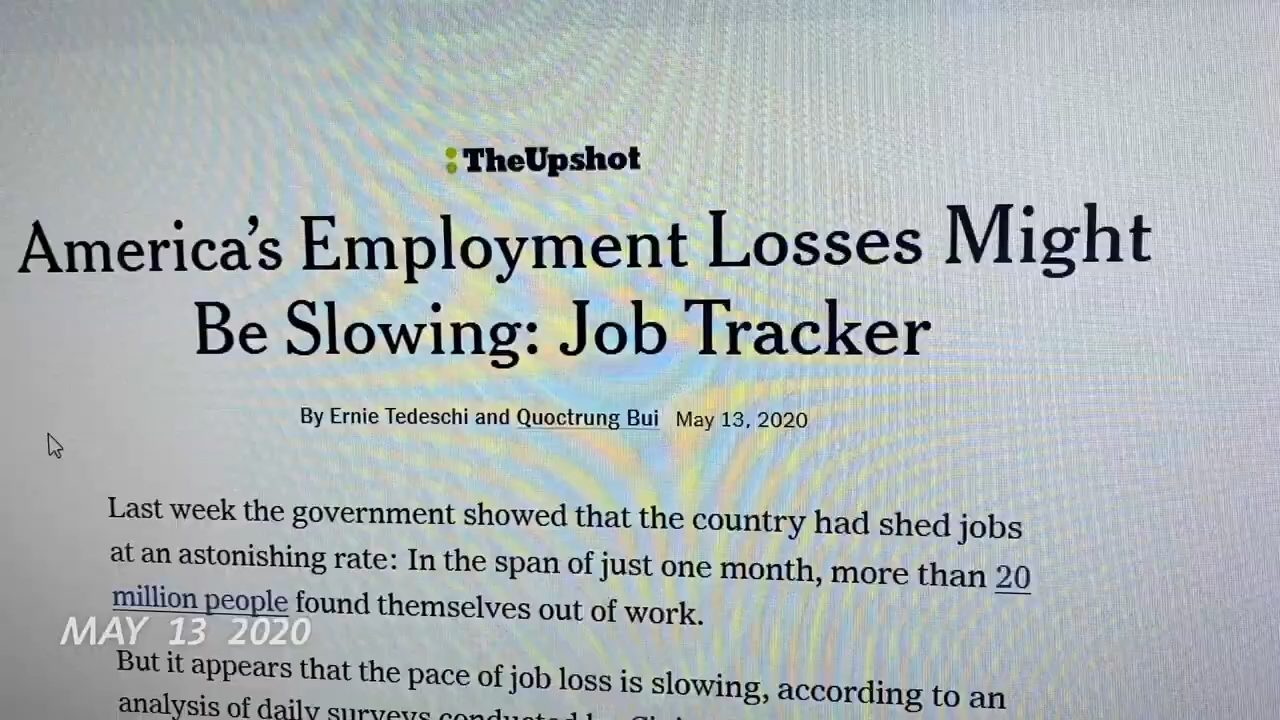 TheUpshot
America’s Employment Losses Might
Be Slowing: Job Tracker
By Ernie Tedeschi and Quoctrung Bui May 13, 2020
Last week the government showed that the country had shed jobs
at an astonishing rate: In the span of just one month, more than 20
million people found themselves out of work.
MAY 13 2020
But it appears that the pace of job loss is slowing, according to an
analysis of daily surveys conducted by